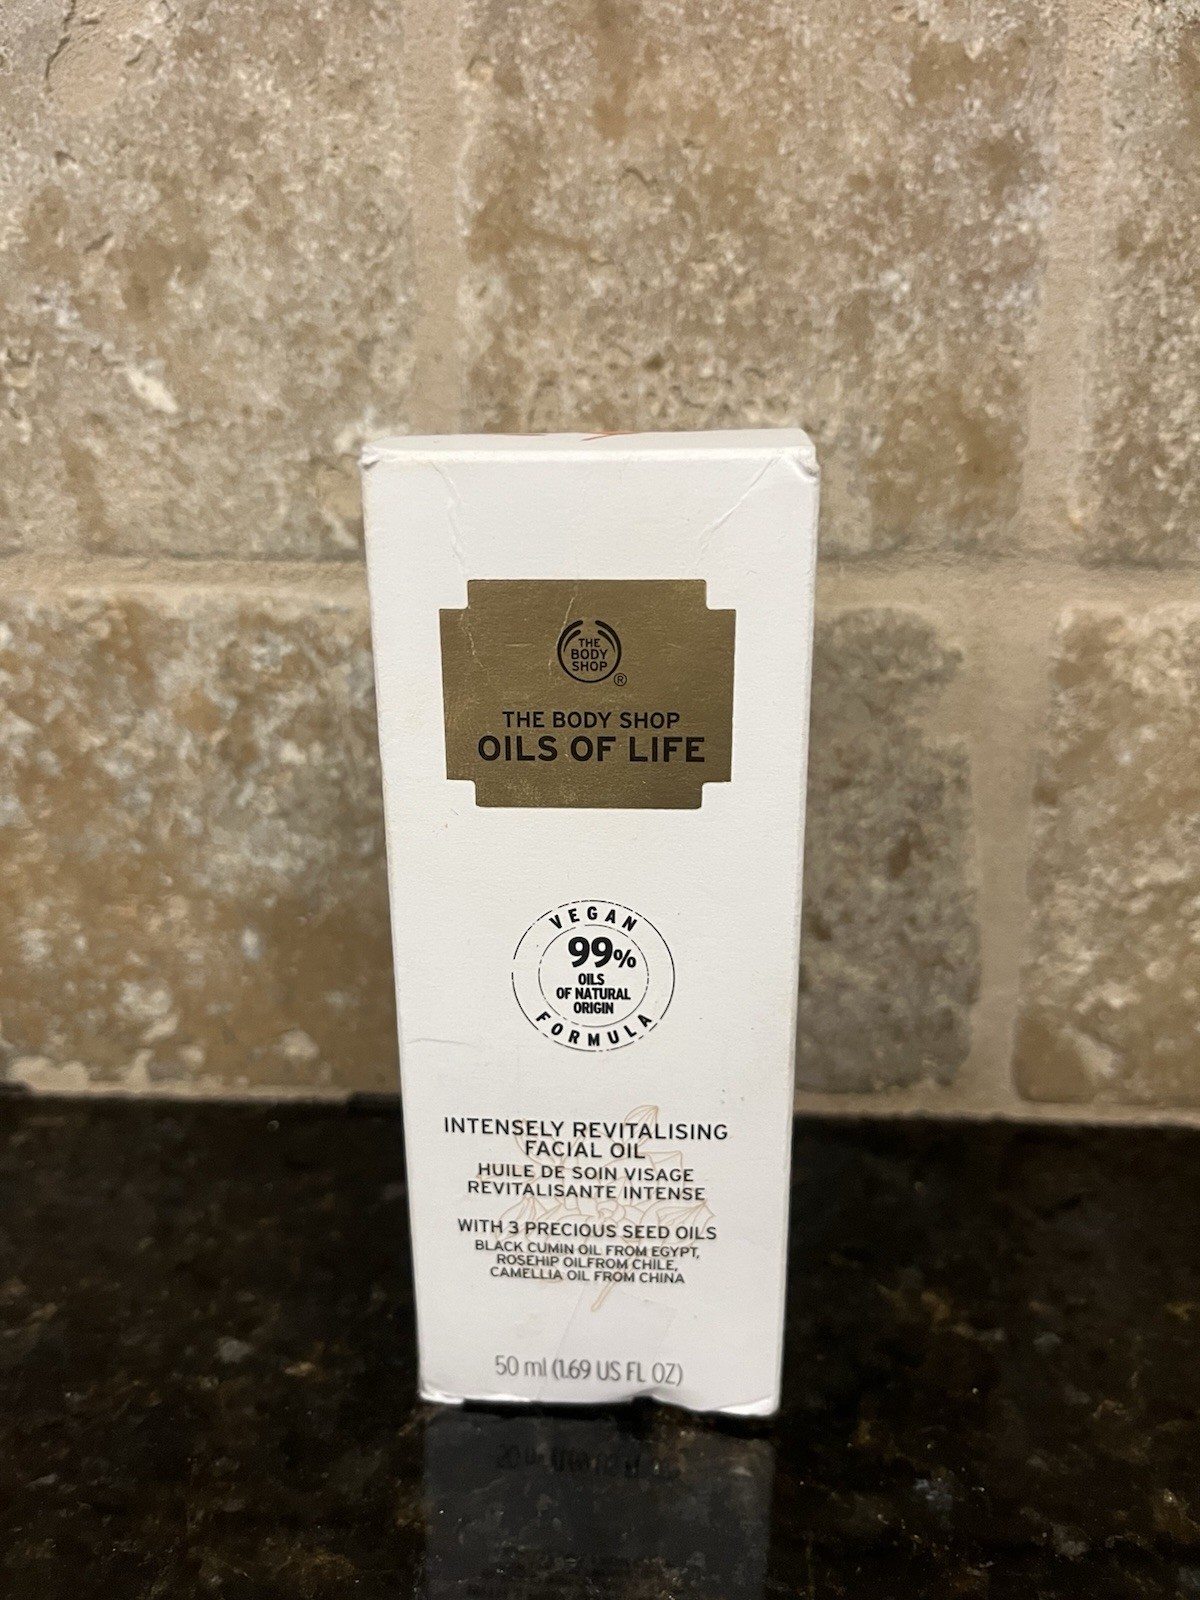 THE
BODY
SHOP
®
THE BODY SHOP
OILS OF LIFE
VEGAN
99%
OILS
OF NATURAL
ORIGIN
FORMULA
INTENSELY REVITALISING
FACIAL OIL
HUILE DE SOIN VISAGE
REVITALISANTE INTENSE
WITH 3 PRECIOUS SEED OILS
BLACK CUMIN OIL FROM EGYPT,
ROSEHIP OILFROM CHILE,
CAMELLIA OIL FROM CHINA
50 ml (1.69 US FL OZ)